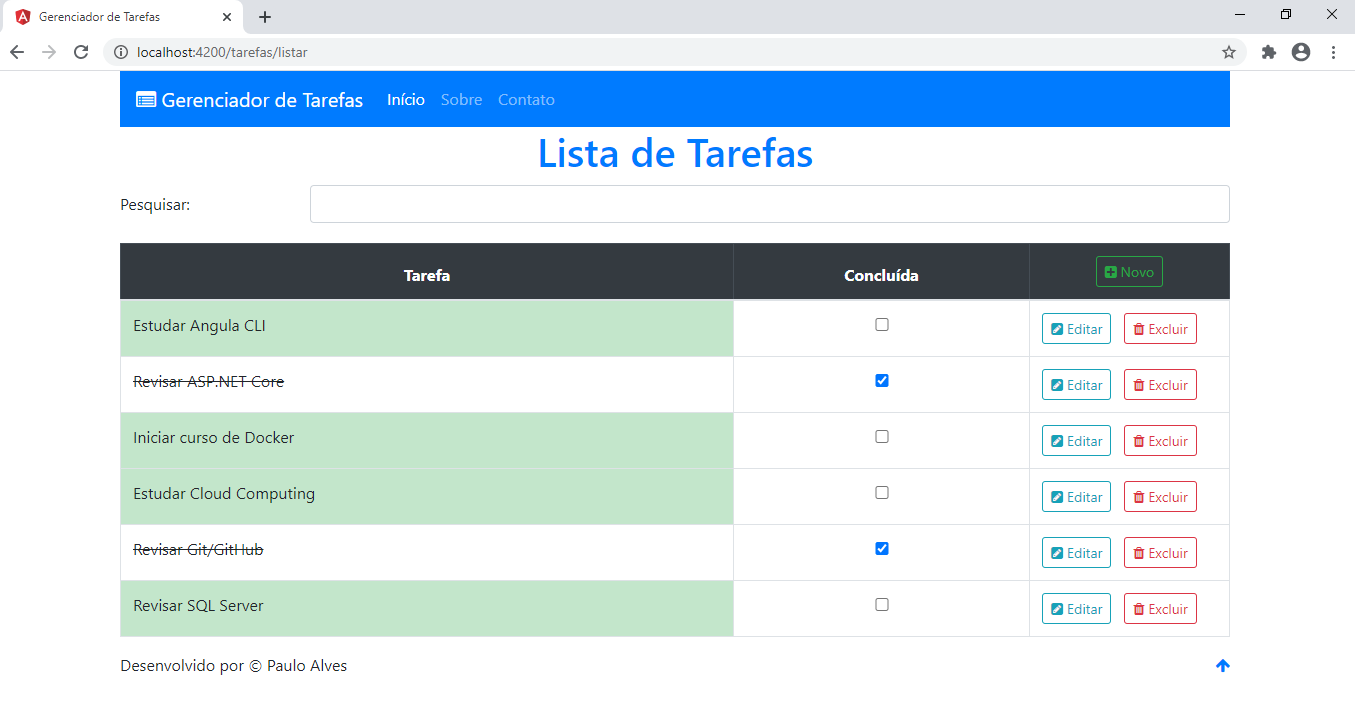 Gerenciador de Tarefas
localhost:4200/tarefas/listar
Gerenciador de Tarefas Início Sobre Contato
Lista de Tarefas
Pesquisar:
Tarefa Concluída Novo
Estudar Angula CLI Editar Excluir
Revisar ASP.NET Core Editar Excluir
Iniciar curso de Docker Editar Excluir
Estudar Cloud Computing Editar Excluir
Revisar Git/GitHub Editar Excluir
Revisar SQL Server Editar Excluir
Desenvolvido por © Paulo Alves